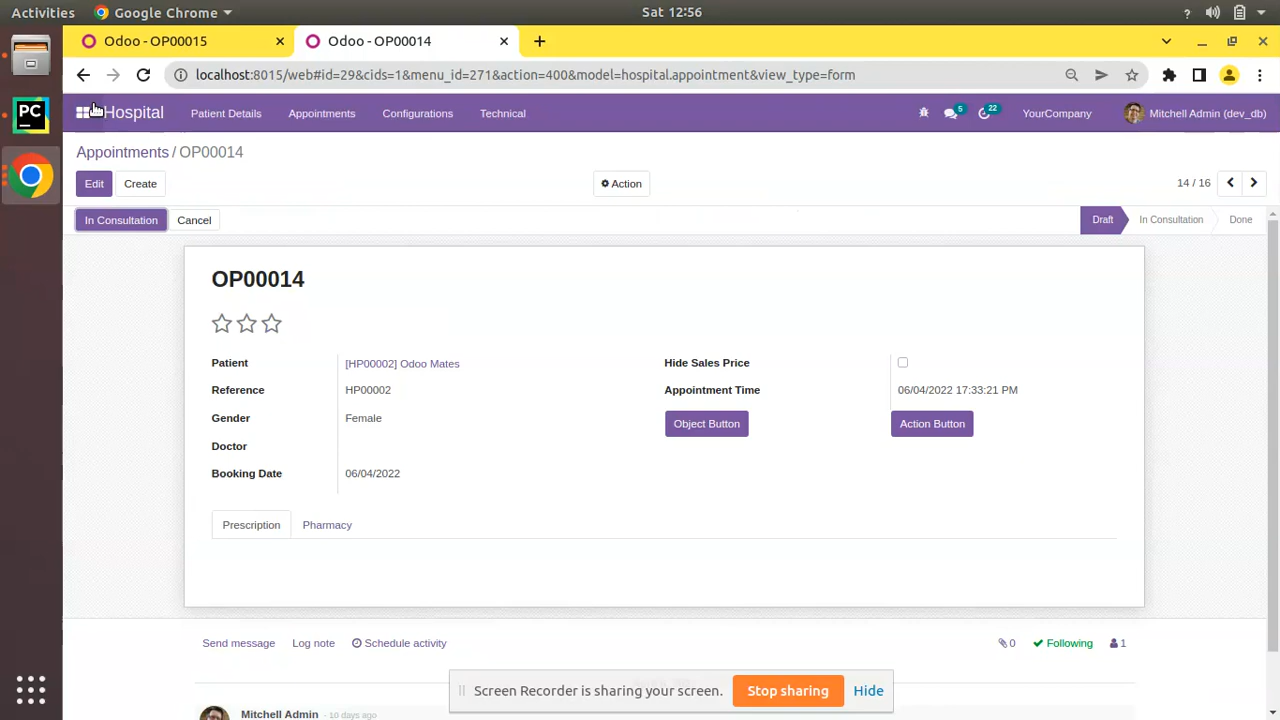 Activities
Google Chrome
Sat 12:56
?
Odoo - OP00015
Odoo - OP00014
localhost:8015/web#id=29&cids=1&menu_id=271&action=400&model=hospital.appointment&view_type=form
PC
Hospital
Patient Details
Appointments
Configurations
Technical
5
22
YourCompany
Mitchell Admin (dev_db)
Appointments / OP00014
Edit
Create
Action
14 / 16
In Consultation
Cancel
Draft
In Consultation
Done
OP00014
Patient
[HP00002] Odoo Mates
Hide Sales Price
Reference
HP00002
Appointment Time
06/04/2022 17:33:21 PM
Gender
Female
Object Button
Action Button
Doctor
Booking Date
06/04/2022
Prescription
Pharmacy
Send message
Log note
Schedule activity
0
Following
1
Screen Recorder is sharing your screen.
Stop sharing
Hide
Mitchell Admin - 10 days ago